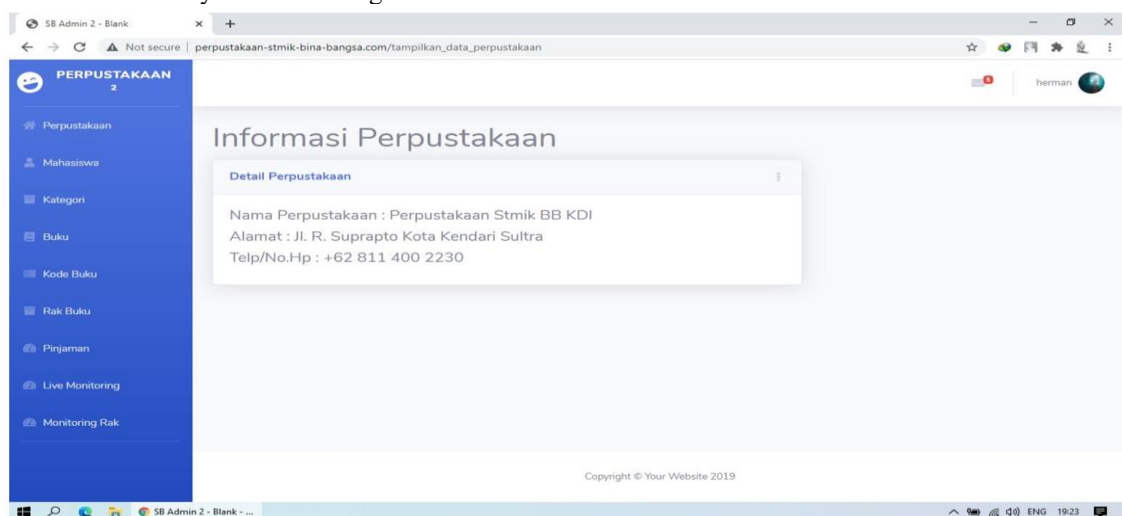 SB Admin 2 - Blank
Not secure | perpustakaan-stmik-bina-bangsa.com/tampilkan_data_perpustakaan
PERPUSTAKAAN
2
herman
Perpustakaan
Mahasiswa
Kategori
Buku
Kode Buku
Rak Buku
Pinjaman
Live Monitoring
Monitoring Rak
Informasi Perpustakaan
Detail Perpustakaan
Nama Perpustakaan : Perpustakaan Stmik BB KDI
Alamat : Jl. R. Suprapto Kota Kendari Sultra
Telp/No.Hp : +62 811 400 2230
Copyright © Your Website 2019
SB Admin 2 - Blank - ...
ENG 19:23